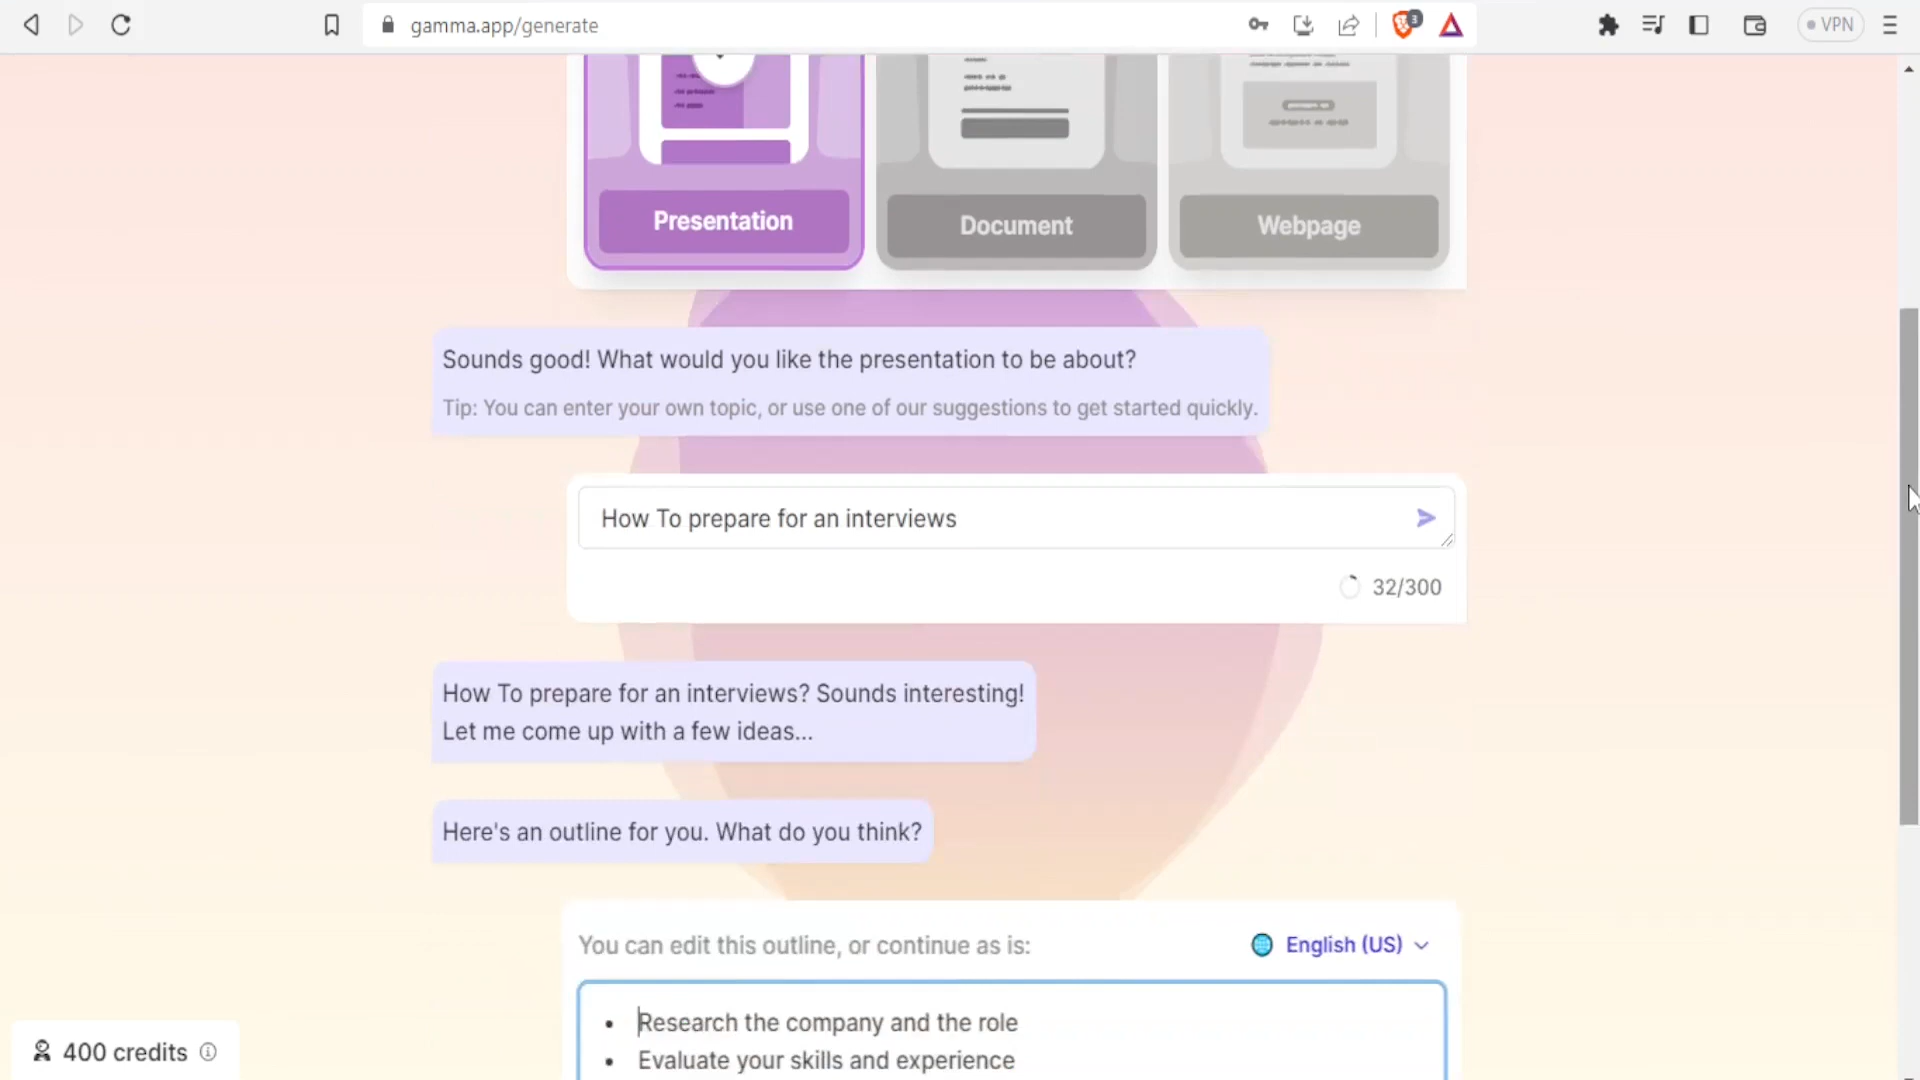 gamma.app/generate
3
VPN
Presentation
Document
Webpage
Sounds good! What would you like the presentation to be about?
Tip: You can enter your own topic, or use one of our suggestions to get started quickly.
How To prepare for an interviews
32/300
How To prepare for an interviews? Sounds interesting!
Let me come up with a few ideas...
Here's an outline for you. What do you think?
You can edit this outline, or continue as is:
English (US)
• Research the company and the role
• Evaluate your skills and experience
400 credits